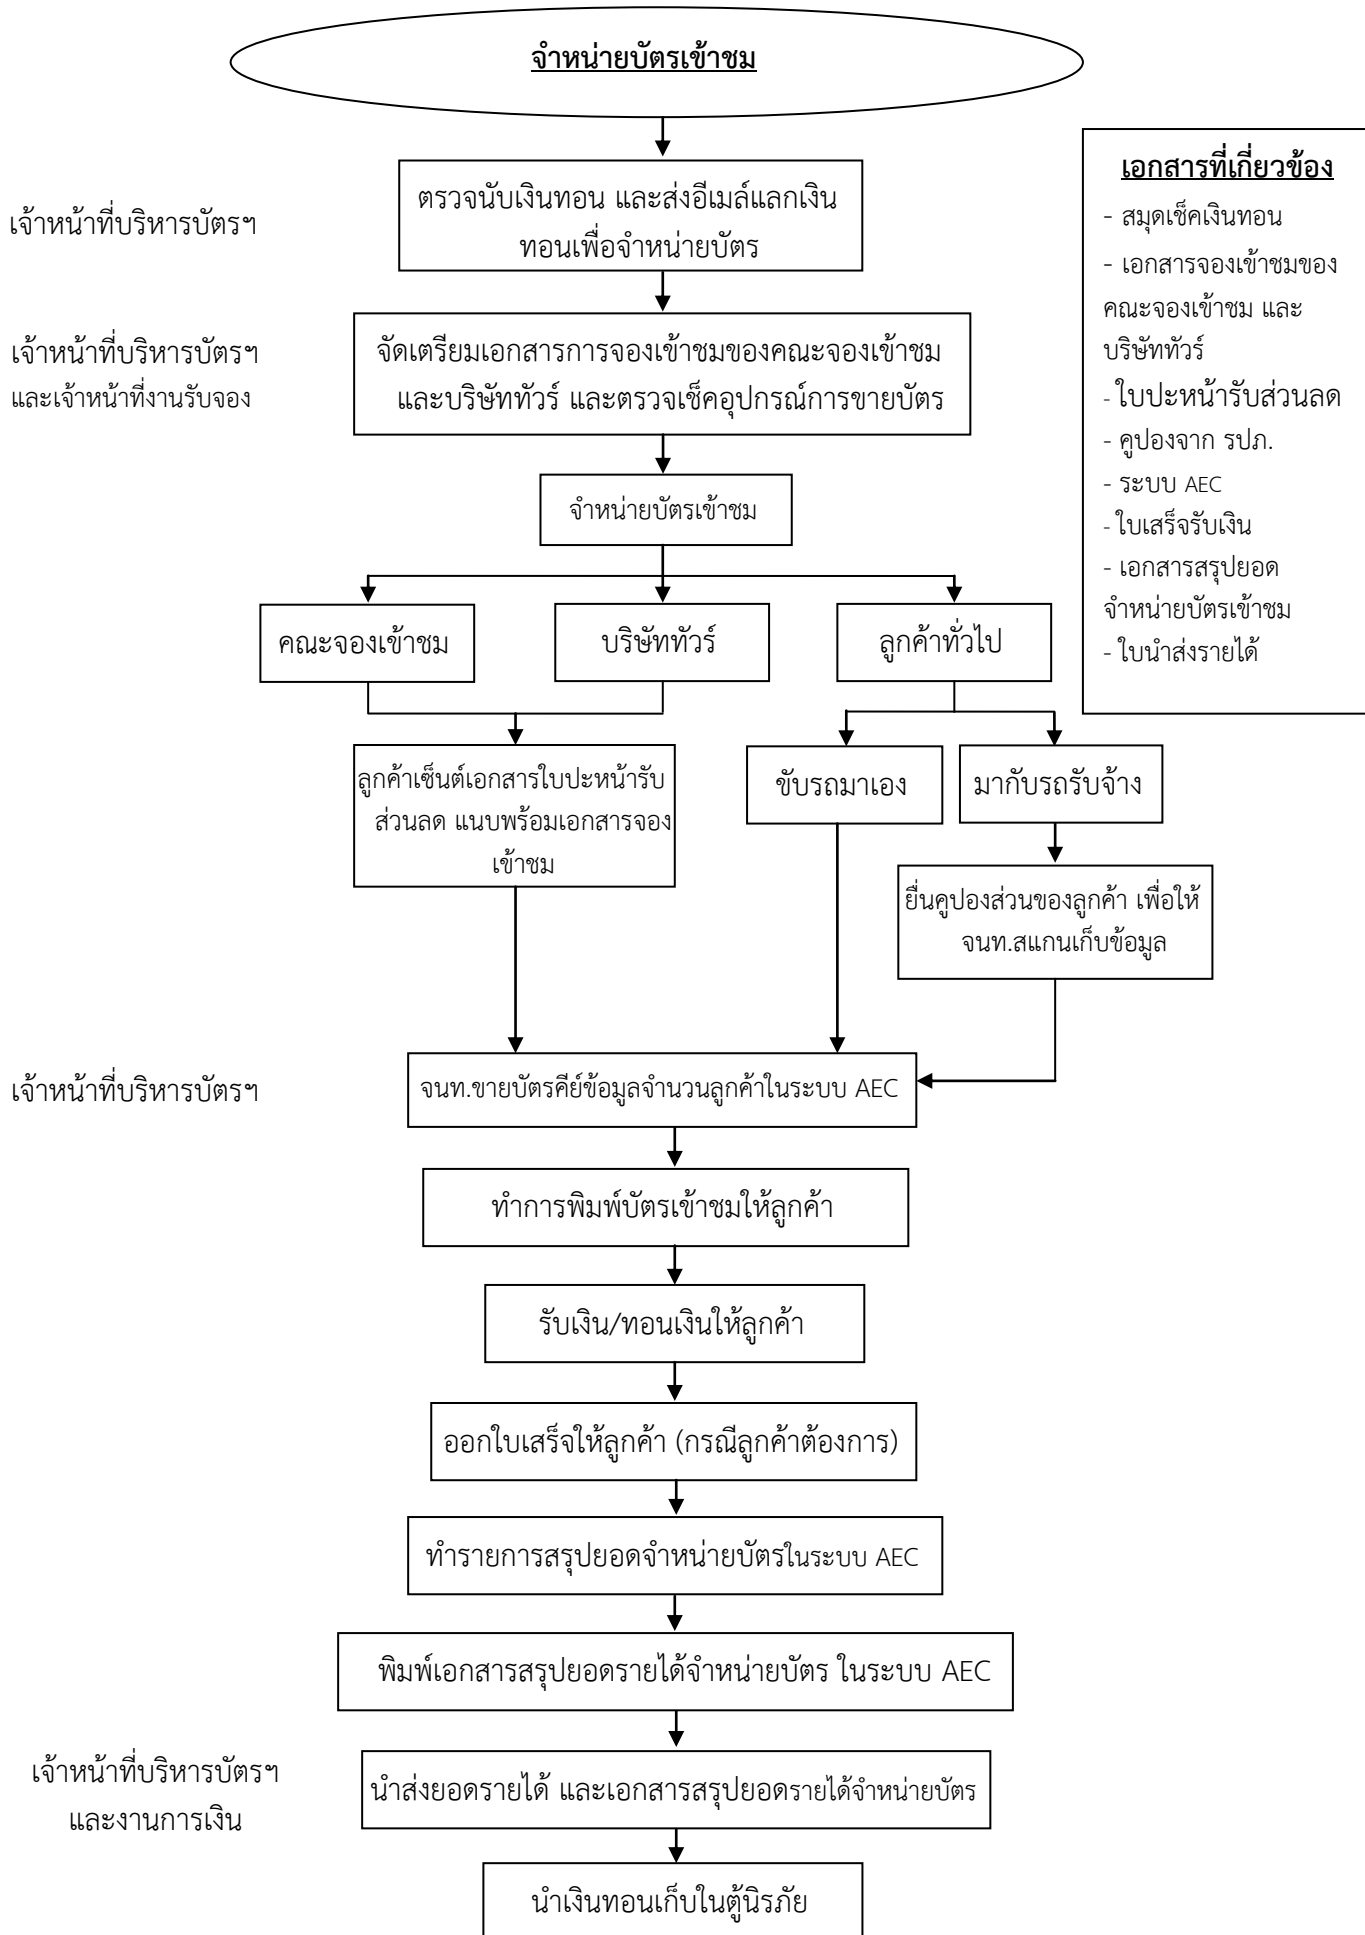 จำหน่ายบัตรเข้าชม
เจ้าหน้าที่บริหารบัตรฯ
ตรวจนับเงินทอน และส่งอีเมล์แลกเงิน
ทอนเพื่อจำหน่ายบัตร
เอกสารที่เกี่ยวข้อง
- สมุดเช็คเงินทอน
- เอกสารจองเข้าชมของ
คณะจองเข้าชม และ
บริษัททัวร์
- ใบปะหน้ารับส่วนลด
- คูปองจาก รปภ.
- ระบบ AEC
- ใบเสร็จรับเงิน
- เอกสารสรุปยอด
จำหน่ายบัตรเข้าชม
- ใบนำส่งรายได้
เจ้าหน้าที่บริหารบัตรฯ
และเจ้าหน้าที่งานรับจอง
จัดเตรียมเอกสารการจองเข้าชมของคณะจองเข้าชม
และบริษัททัวร์ และตรวจเช็คอุปกรณ์การขายบัตร
จำหน่ายบัตรเข้าชม
คณะจองเข้าชม
บริษัททัวร์
ลูกค้าทั่วไป
ลูกค้าเซ็นต์เอกสารใบปะหน้ารับ
ส่วนลด แนบพร้อมเอกสารจอง
เข้าชม
ขับรถมาเอง
มากับรถรับจ้าง
ยื่นคูปองส่วนของลูกค้า เพื่อให้
จนท.สแกนเก็บข้อมูล
เจ้าหน้าที่บริหารบัตรฯ
จนท.ขายบัตรคีย์ข้อมูลจำนวนลูกค้าในระบบ AEC
ทำการพิมพ์บัตรเข้าชมให้ลูกค้า
รับเงิน/ทอนเงินให้ลูกค้า
ออกใบเสร็จให้ลูกค้า (กรณีลูกค้าต้องการ)
ทำรายการสรุปยอดจำหน่ายบัตรในระบบ AEC
พิมพ์เอกสารสรุปยอดรายได้จำหน่ายบัตร ในระบบ AEC
เจ้าหน้าที่บริหารบัตรฯ
และงานการเงิน
นำส่งยอดรายได้ และเอกสารสรุปยอดรายได้จำหน่ายบัตร
นำเงินทอนเก็บในตู้นิรภัย